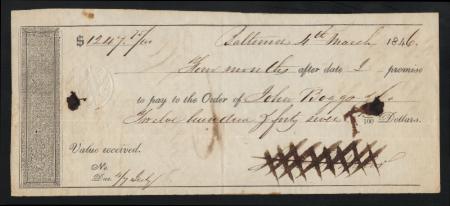 $1247.75/100 Baltimore 4th March 1846.
Four months after date I promise
to pay to the Order of John Boggs
Twelve hundred & forty seven 75/100 Dollars.
Value received.
No
Due 4/7 July